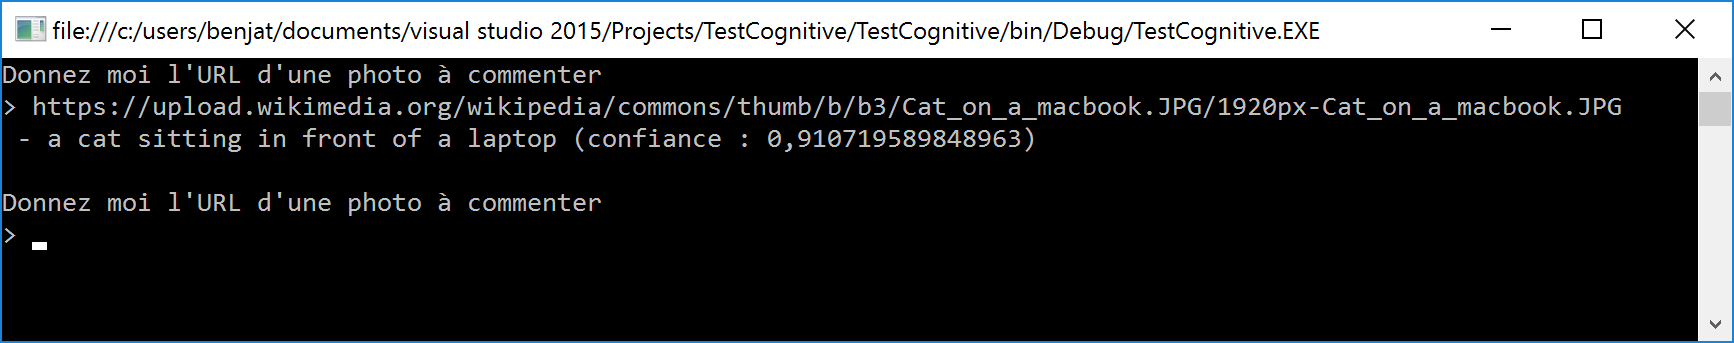 file:///c:/users/benjat/documents/visual studio 2015/Projects/TestCognitive/TestCognitive/bin/Debug/TestCognitive.EXE
Donnez moi l'URL d'une photo à commenter
> https://upload.wikimedia.org/wikipedia/commons/thumb/b/b3/Cat_on_a_macbook.JPG/1920px-Cat_on_a_macbook.JPG
- a cat sitting in front of a laptop (confiance : 0,910719589848963)
Donnez moi l'URL d'une photo à commenter
>